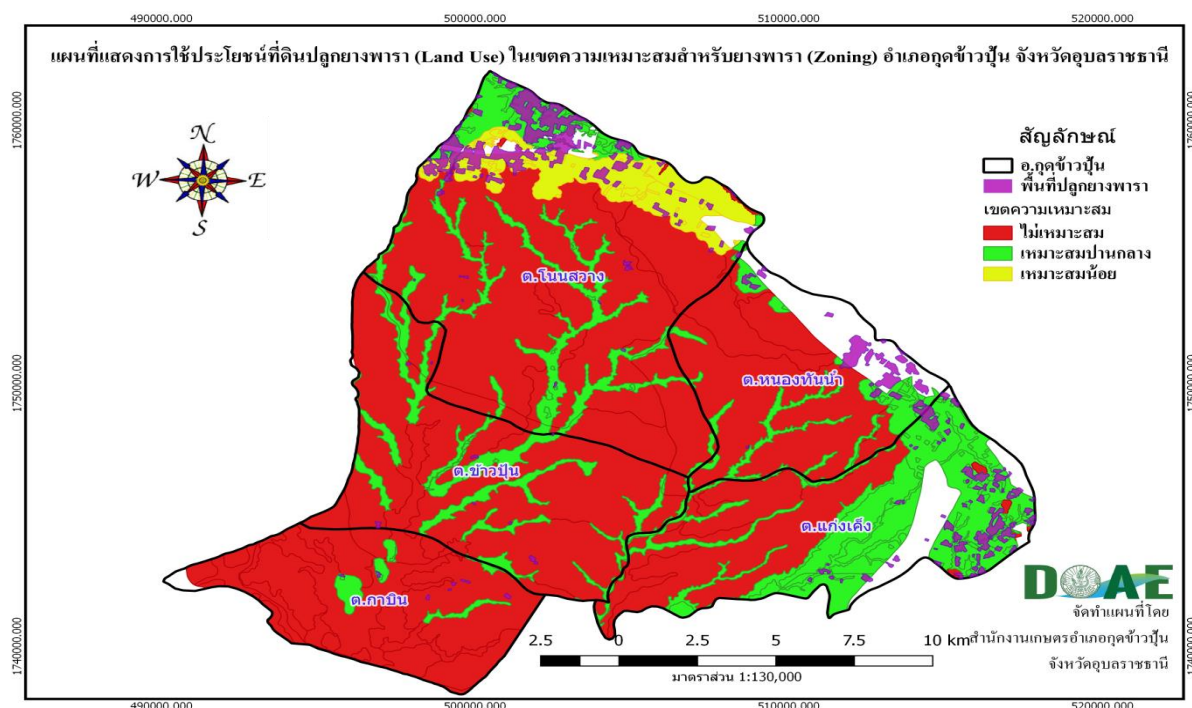 490000.000 500000.000 510000.000 520000.000
แผนที่แสดงการใช้ประโยชน์ที่ดินปลูกยางพารา (Land Use) ในเขตความเหมาะสมสำหรับยางพารา (Zoning) อำเภอกุดข้าวปุ้น จังหวัดอุบลราชธานี
1760000.000 1760000.000
N
W E
S
สัญลักษณ์
อ.กุดข้าวปุ้น
พื้นที่ปลูกยางพารา
เขตความเหมาะสม
ไม่เหมาะสม
เหมาะสมปานกลาง
เหมาะสมน้อย
ต.โนนสวาง
1750000.000 1750000.000
ต.หนองทันน้ำ
ต.ข้าวปุ้น
ต.แก่งเค็ง
ต.กาบิน
DOAE
จัดทำแผนที่โดย
สำนักงานเกษตรอำเภอกุดข้าวปุ้น
จังหวัดอุบลราชธานี
2.5 0 2.5 5 7.5 10 km
มาตราส่วน 1:130,000
1740000.000 1740000.000
490000.000 500000.000 510000.000 520000.000